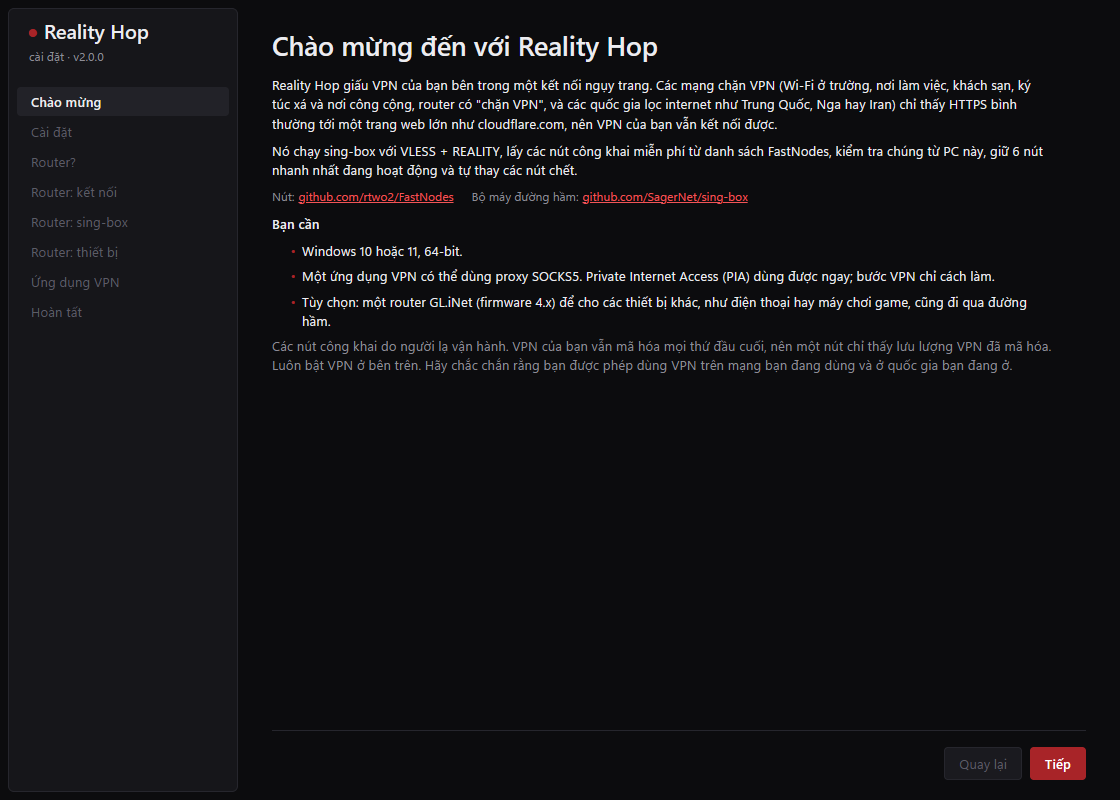 Reality Hop
cài đặt · v2.0.0
Chào mừng
Cài đặt
Router?
Router: kết nối
Router: sing-box
Router: thiết bị
Ứng dụng VPN
Hoàn tất
Chào mừng đến với Reality Hop
Reality Hop giấu VPN của bạn bên trong một kết nối ngụy trang. Các mạng chặn VPN (Wi-Fi ở trường, nơi làm việc, khách sạn, ký
túc xá và nơi công cộng, router có "chặn VPN", và các quốc gia lọc internet như Trung Quốc, Nga hay Iran) chỉ thấy HTTPS bình
thường tới một trang web lớn như cloudflare.com, nên VPN của bạn vẫn kết nối được.
Nó chạy sing-box với VLESS + REALITY, lấy các nút công khai miễn phí từ danh sách FastNodes, kiểm tra chúng từ PC này, giữ 6 nút
nhanh nhất đang hoạt động và tự thay các nút chết.
Nút: github.com/rtwo2/FastNodes Bộ máy đường hầm: github.com/SagerNet/sing-box
Bạn cần
• Windows 10 hoặc 11, 64-bit.
• Một ứng dụng VPN có thể dùng proxy SOCKS5. Private Internet Access (PIA) dùng được ngay; bước VPN chỉ cách làm.
• Tùy chọn: một router GL.iNet (firmware 4.x) để cho các thiết bị khác, như điện thoại hay máy chơi game, cũng đi qua đường
hầm.
Các nút công khai do người lạ vận hành. VPN của bạn vẫn mã hóa mọi thứ đầu cuối, nên một nút chỉ thấy lưu lượng VPN đã mã hóa.
Luôn bật VPN ở bên trên. Hãy chắc chắn rằng bạn được phép dùng VPN trên mạng bạn đang dùng và ở quốc gia bạn đang ở.
Quay lại
Tiếp